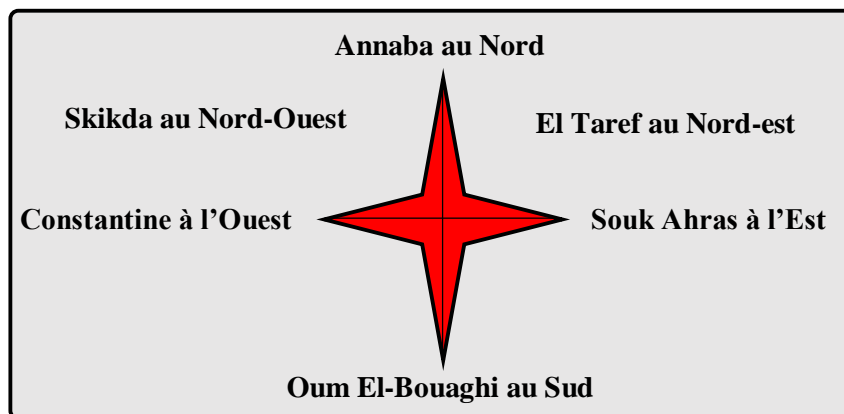 Annaba au Nord
Skikda au Nord-Ouest
El Taref au Nord-est
Constantine à l’Ouest
Souk Ahras à l’Est
Oum El-Bouaghi au Sud